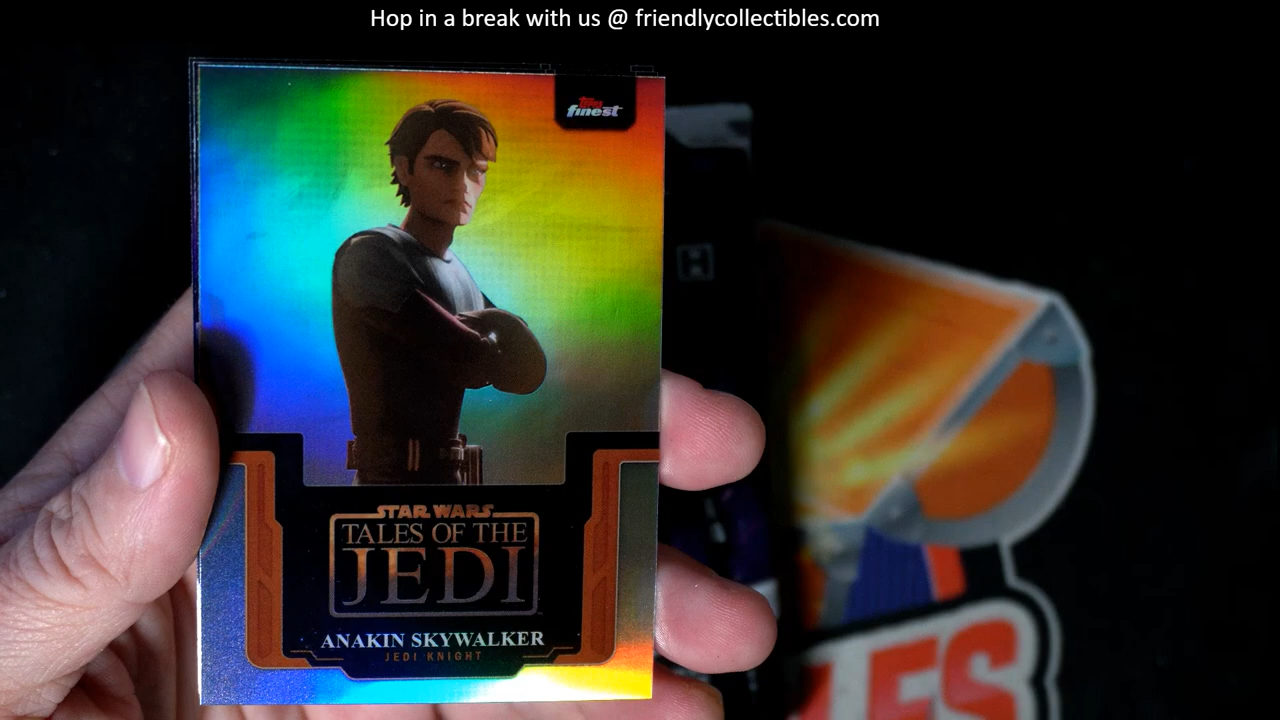 Hop in a break with us @ friendlycollectibles.com
Topps
finest
STAR WARS
TALES OF THE
JEDI
ANAKIN SKYWALKER
JEDI KNIGHT
LES